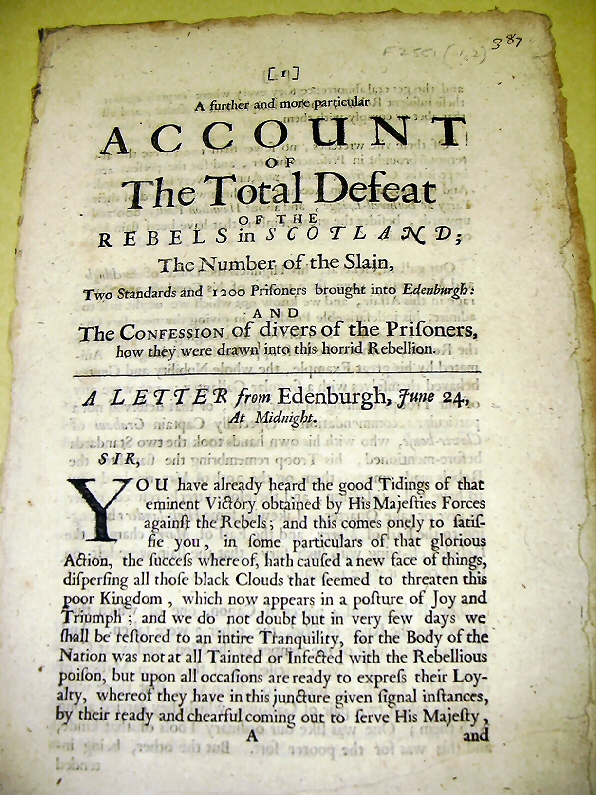 387
F2551 (1,2)
[1]
A further and more particular
ACCOUNT
OF
The Total Defeat
OF THE
REBELS in SCOTLAND;
The Number of the Slain,
Two Standards and 1200 Priſoners brought into Edenburgh:
AND
The CONFESSION of divers of the Priſoners,
how they were drawn into this horrid Rebellion.
A LETTER from Edenburgh, June 24,
At Midnight.
SIR,
YOU have already heard the good Tidings of that
eminent Victory obtained by His Majeſties Forces
againſt the Rebels; and this comes onely to ſatiſ-
fie you, in ſome particulars of that glorious
Action, the ſucceſs whereof, hath cauſed a new face of things,
diſperſing all thoſe black Clouds that ſeemed to threaten this
poor Kingdom, which now appears in a poſture of Joy and
Triumph; and we do not doubt but in very few days we
ſhall be reſtored to an intire Tranquility, for the Body of the
Nation was not at all Tainted or Infected with the Rebellious
poiſon, but upon all occaſions are ready to expreſs their Loy-
alty, whereof they have in this juncture given ſignal inſtances,
by their ready and chearful coming out to ſerve His Majeſty,
A and